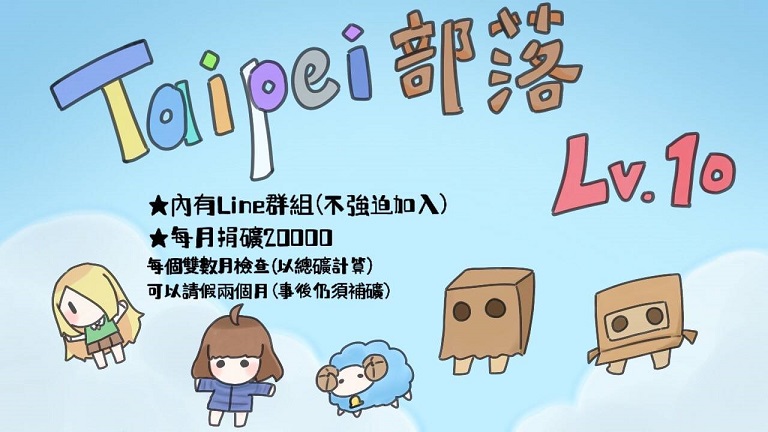 Taipei部落
Lv.10
★內有Line群組(不強迫加入)
★每月捐礦20000
每個雙數月檢查(以總礦計算)
可以請假兩個月(事後仍須補礦)